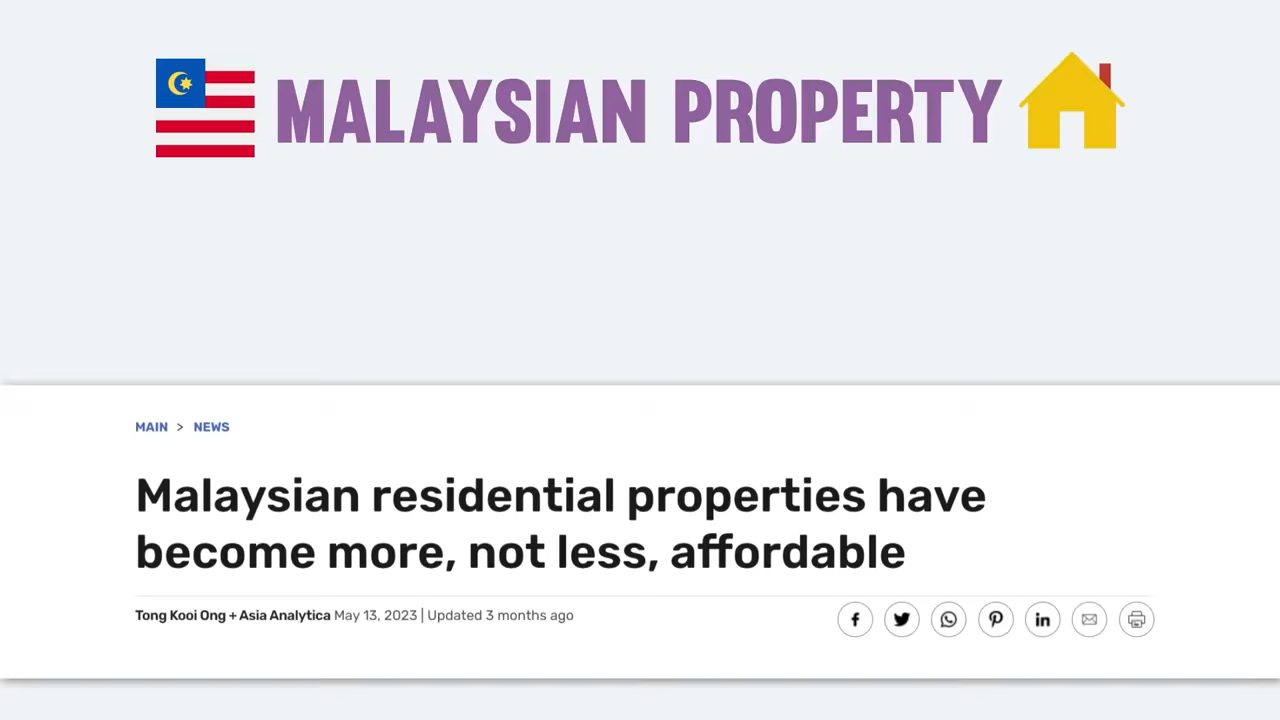 MALAYSIAN PROPERTY
MAIN > NEWS
Malaysian residential properties have
become more, not less, affordable
Tong Kooi Ong + Asia Analytica May 13, 2023 | Updated 3 months ago